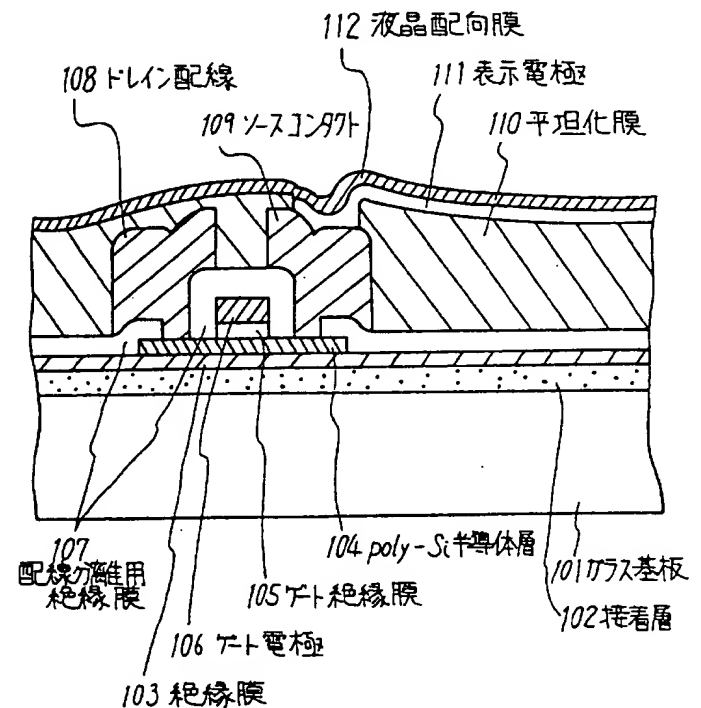 112 液晶配向膜
108 ドレイン配線
111 表示電極
109 ソースコンタクト
110 平坦化膜
107
配線分離用
絶縁膜
104 poly-Si半導体層
101 ガラス基板
105 ゲート絶縁膜
102 接着層
106 ゲート電極
103 絶縁膜